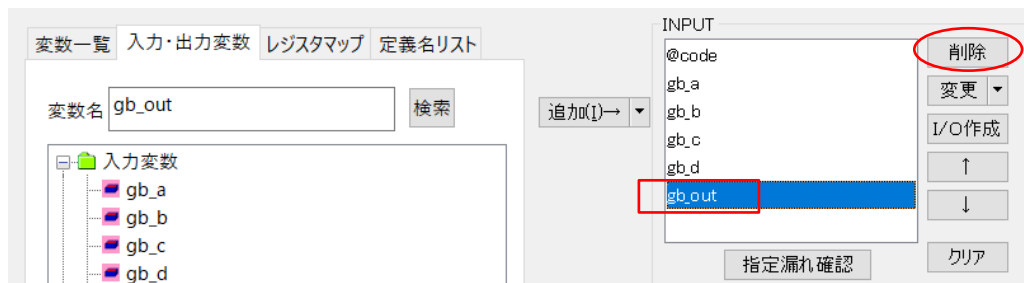 変数一覧
入力・出力変数
レジスタマップ
定義名リスト
変数名
gb_out
検索
入力変数
gb_a
gb_b
gb_c
gb_d
追加(I)→
INPUT
@code
gb_a
gb_b
gb_c
gb_d
gb_out
指定漏れ確認
削除
変更
I/O作成
↑
↓
クリア